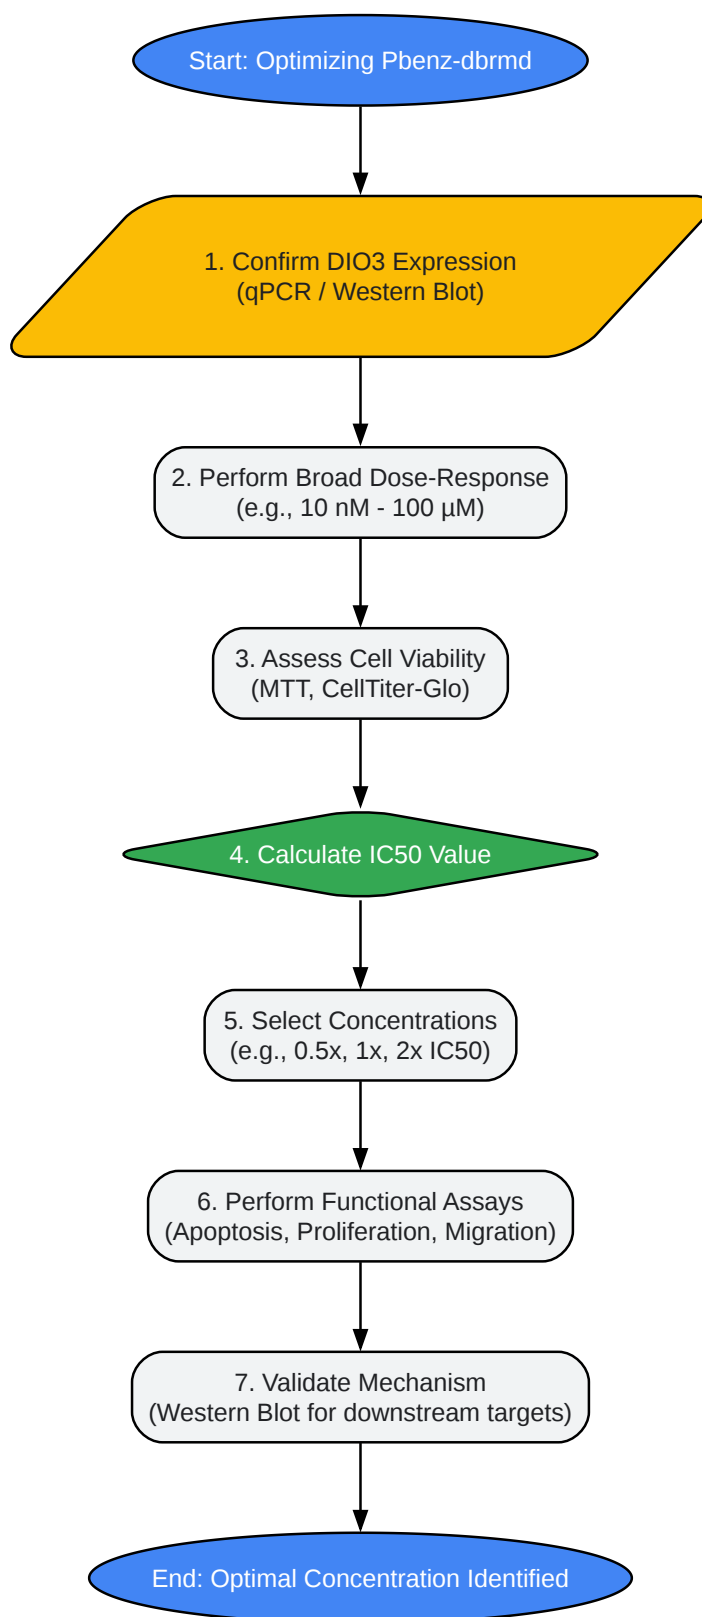 Start: Optimizing Pbenz-dbrmd
1. Confirm DIO3 Expression
(qPCR / Western Blot)
2. Perform Broad Dose-Response
(e.g., 10 nM - 100 µM)
3. Assess Cell Viability
(MTT, CellTiter-Glo)
4. Calculate IC50 Value
5. Select Concentrations
(e.g., 0.5x, 1x, 2x IC50)
6. Perform Functional Assays
(Apoptosis, Proliferation, Migration)
7. Validate Mechanism
(Western Blot for downstream targets)
End: Optimal Concentration Identified